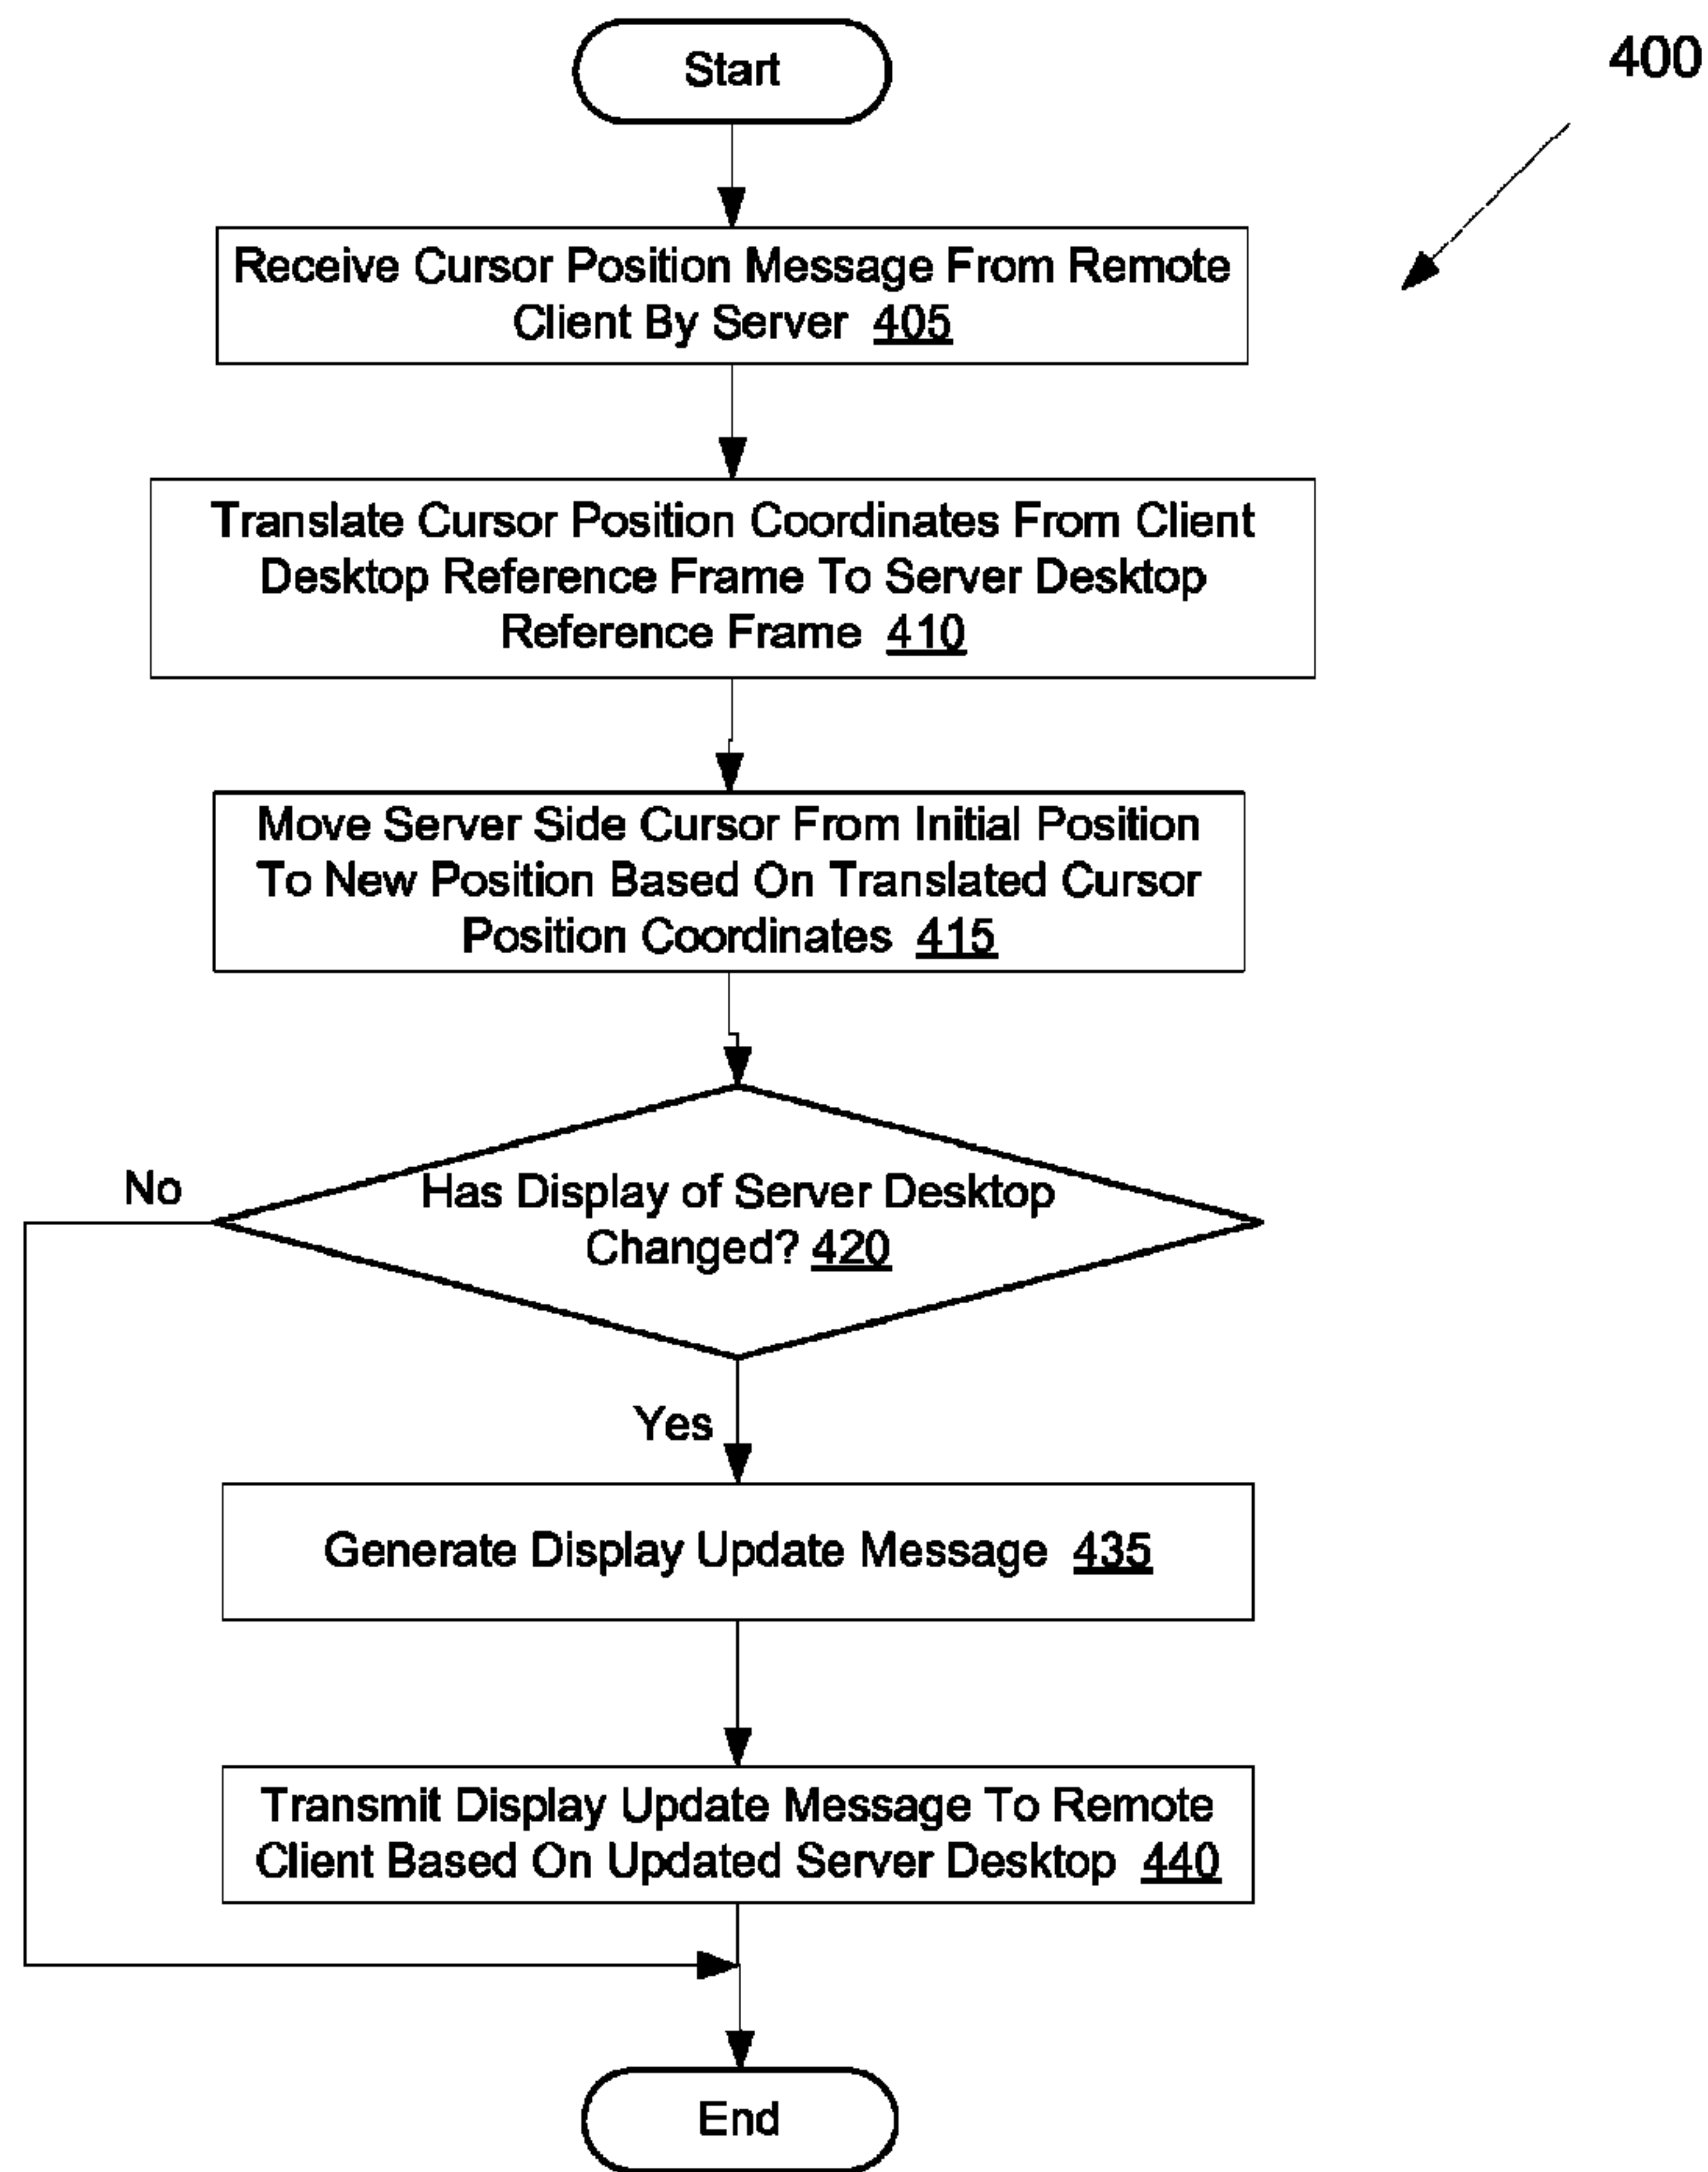 Start
400
Receive Cursor Position Message From Remote
Client By Server 405
Translate Cursor Position Coordinates From Client
Desktop Reference Frame To Server Desktop
Reference Frame 410
Move Server Side Cursor From Initial Position
To New Position Based On Translated Cursor
Position Coordinates 415
No
Has Display of Server Desktop
Changed? 420
Yes
Generate Display Update Message 435
Transmit Display Update Message To Remote
Client Based On Updated Server Desktop 440
End